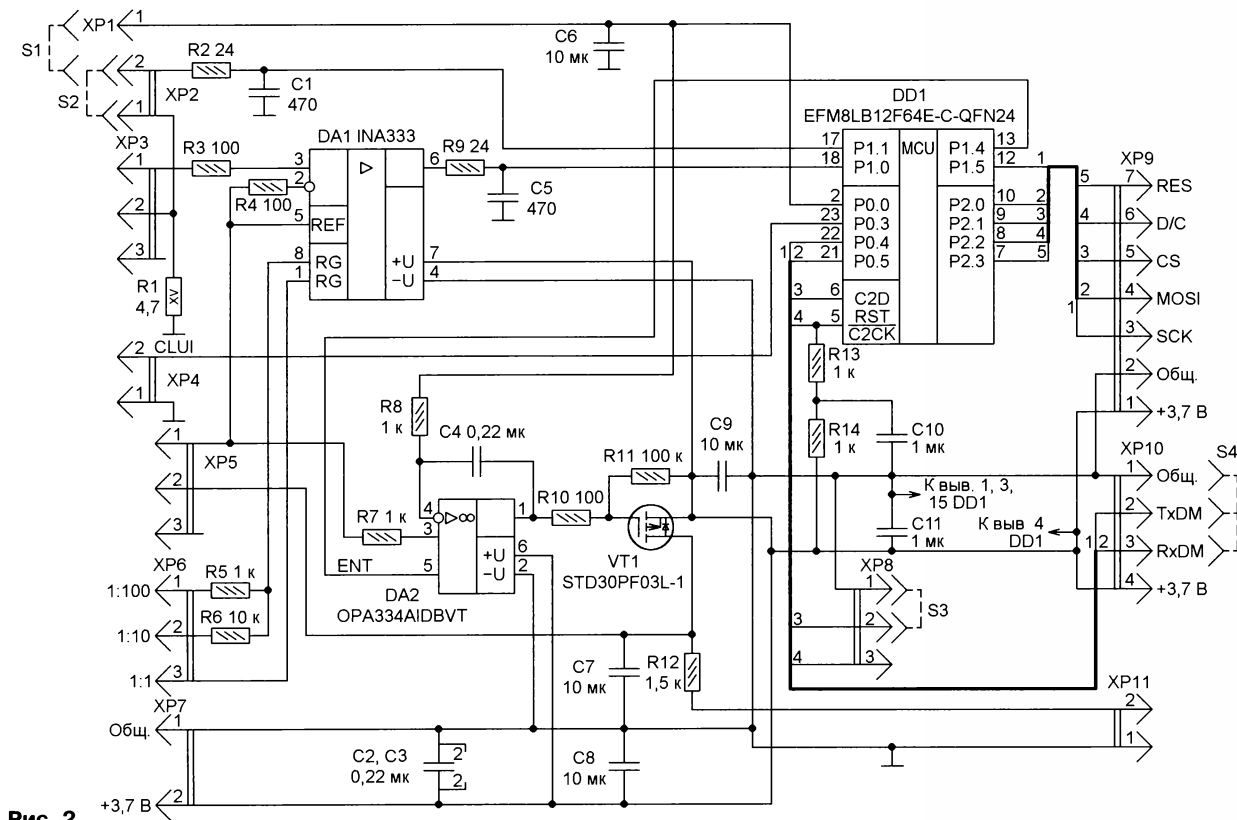 XP1 1
S1
2
S2
1
XP2
R2 24
C1
470
C6
10 мк
DD1
EFM8LB12F64E-C-QFN24
17 P1.1 MCU P1.4 13
18 P1.0 P1.5 12 1
2 P0.0 P2.0 10 2
23 P0.3 P2.1 9 3
22 P0.4 P2.2 8 4
1 2 21 P0.5 P2.3 7 5
3 6 C2D
4 5 RST
C2CK
XP3
1
2
3
R3 100
R4 100
DA1 INA333
3
2
5 REF
8 RG
1 RG
6
+U 7
−U 4
R9 24
C5
470
R1
4,7
XV
XP9
5 7 RES
4 6 D/C
3 5 CS
2 4 MOSI
1 3 SCK
2 Общ.
1 +3,7 В
2 CLUI
XP4
1
R13
1 к
R14
1 к
C10
1 мк
К выв. 1, 3,
15 DD1
C11
1 мк
К выв 4
DD1
XP10
1 Общ.
S4
2 TxDM
1 2 3 RxDM
4 +3,7 В
1
XP5
2
3
R8
1 к
C4 0,22 мк
R7 1 к
4
3
5
ENT
∞
1
+U 6
−U 2
DA2
OPA334AIDBVT
R10 100
R11 100 к
C9
10 мк
VT1
STD30PF03L-1
XP8
1
3 2
4 3
S3
XP6
1:100 1 R5 1 к
1:10 2 R6 10 к
1:1 3
C7
10 мк
R12
1,5 к
XP11
2
1
XP7
Общ. 1
C2, C3
0,22 мк
2
2
C8
10 мк
+3,7 В 2
Рис. 2